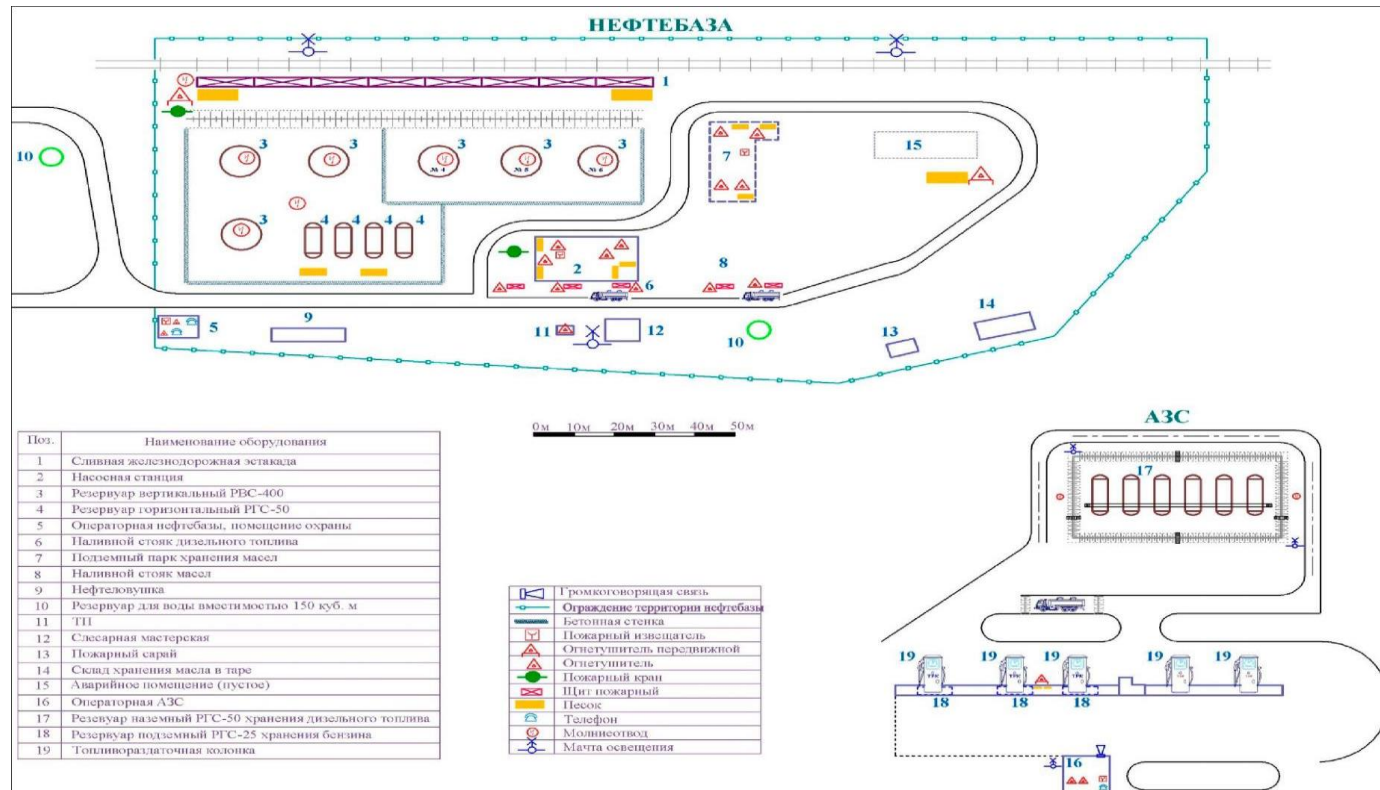 НЕФТЕБАЗА
1
3
3
3
3
3
7
15
10
№ 4
№ 5
№ 6
3
4
4
4
4
2
8
6
5
9
11
12
10
13
14
0м 10м 20м 30м 40м 50м
АЗС
17
Поз. Наименование оборудования
1 Сливная железнодорожная эстакада
2 Насосная станция
3 Резервуар вертикальный РВС-400
4 Резервуар горизонтальный РГС-50
5 Операторная нефтебазы, помещение охраны
6 Наливной стояк дизельного топлива
7 Подземный парк хранения масел
8 Наливной стояк масел
9 Нефтеловушка
10 Резервуар для воды вместимостью 150 куб. м
11 ТП
12 Слесарная мастерская
13 Пожарный сарай
14 Склад хранения масла в таре
15 Аварийное помещение (пустое)
16 Операторная АЗС
17 Резевуар наземный РГС-50 хранения дизельного топлива
18 Резервуар подземный РГС-25 хранения бензина
19 Топливораздаточная колонка
Громкоговорящая связь
Ограждение территории нефтебазы
Бетонная стенка
Пожарный извещатель
Огнетушитель передвижной
Огнетушитель
Пожарный кран
Щит пожарный
Песок
Телефон
Молниеотвод
Мачта освещения
19
19
19
19
19
ТРК
ТРК
ТРК
18
18
18
16